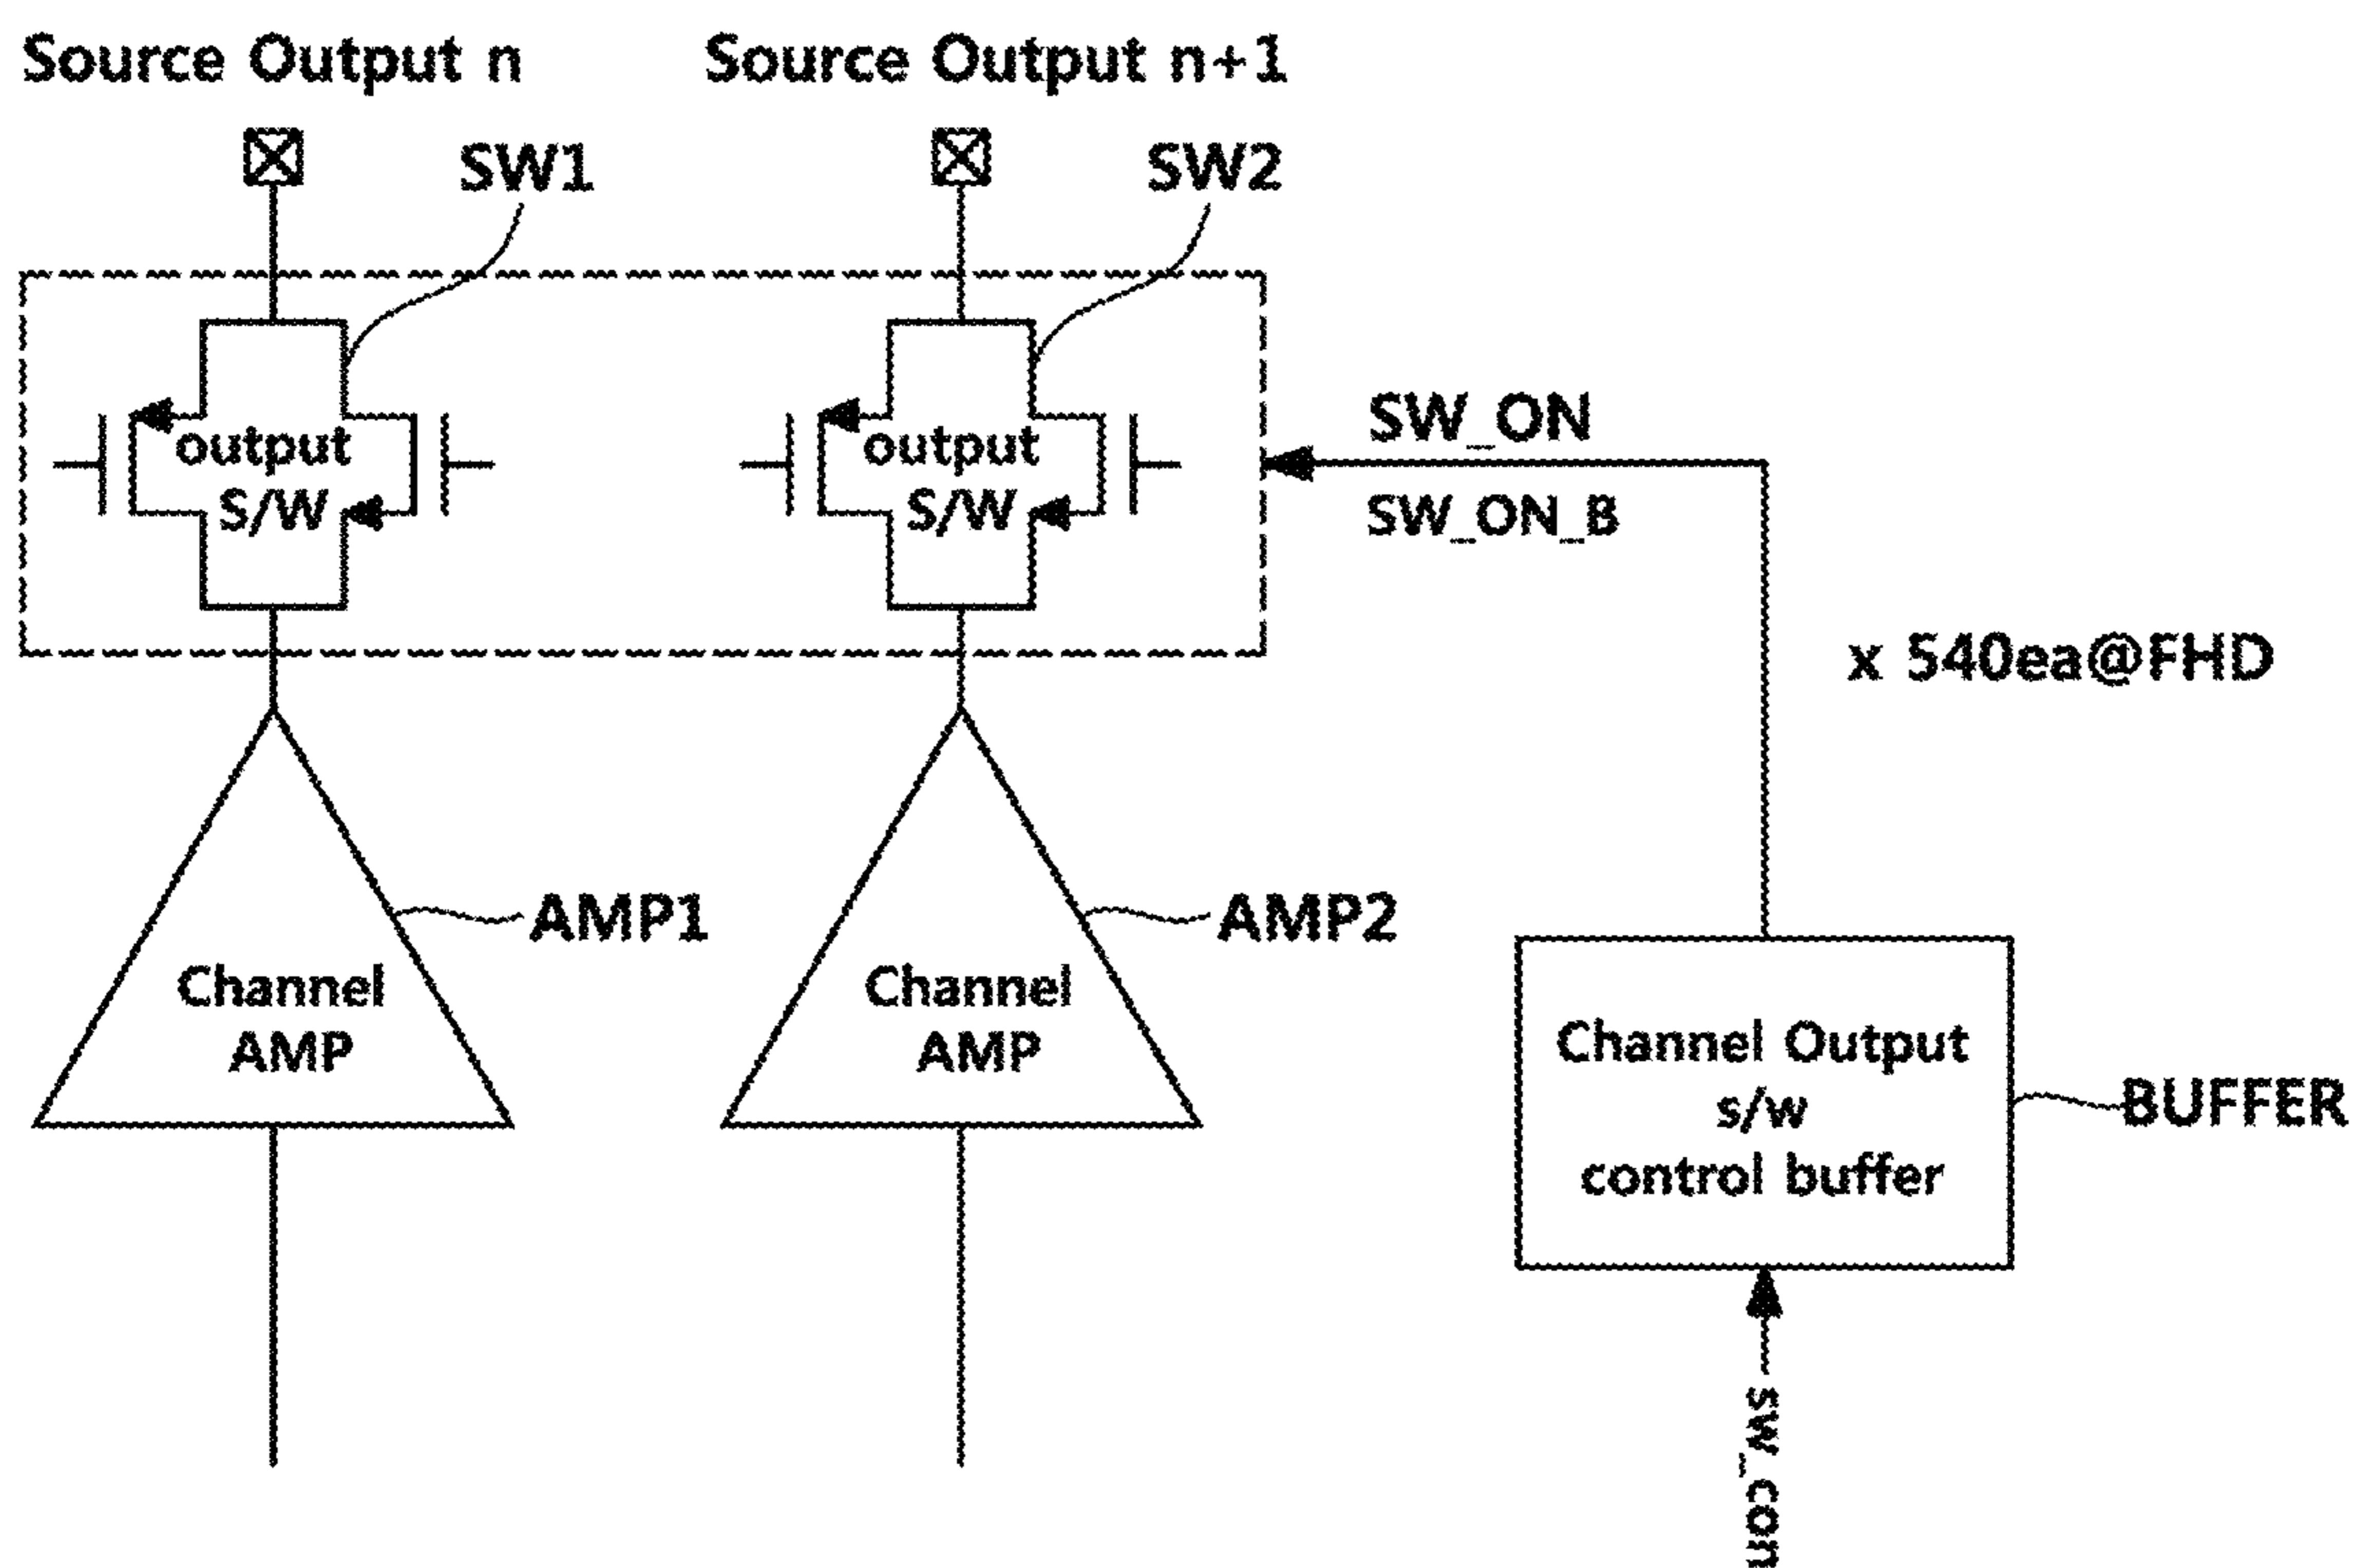 Source Output n
Source Output n+1
SW1
SW2
output
S/W
output
S/W
SW_ON
SW_ON_B
x 540ea@FHD
AMP1
AMP2
Channel
AMP
Channel
AMP
Channel Output
s/w
control buffer
BUFFER
sw_con